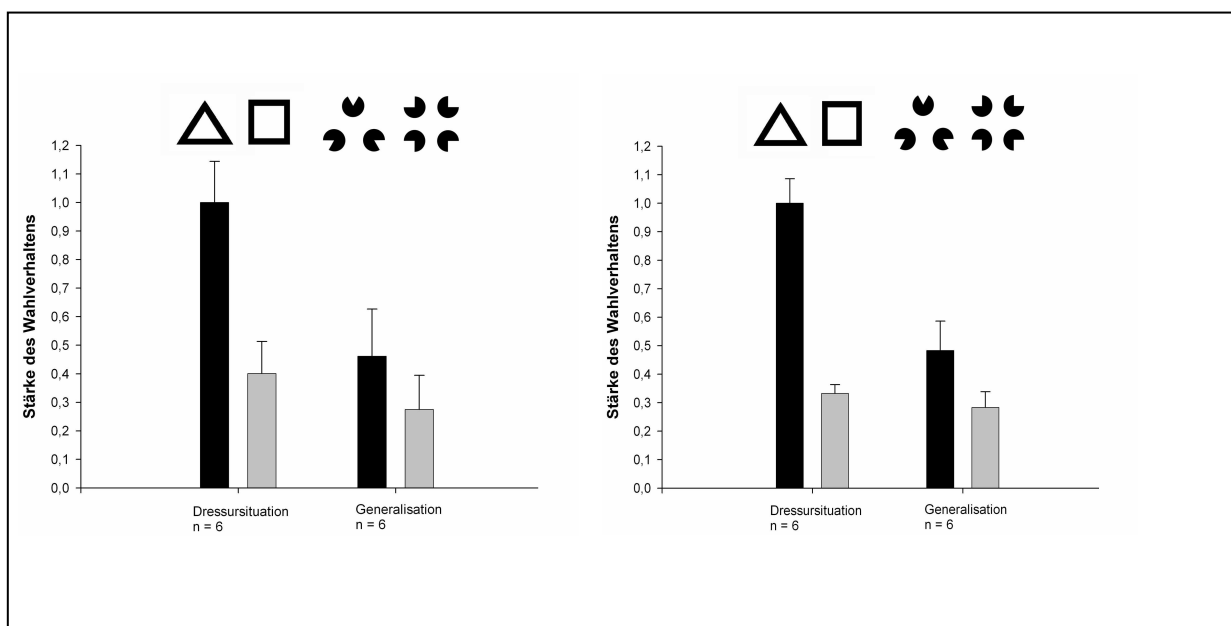 Stärke des Wahlverhaltens
1,2
1,1
1,0
0,9
0,8
0,7
0,6
0,5
0,4
0,3
0,2
0,1
0,0
Dressursituation
n = 6
Generalisation
n = 6
Stärke des Wahlverhaltens
1,2
1,1
1,0
0,9
0,8
0,7
0,6
0,5
0,4
0,3
0,2
0,1
0,0
Dressursituation
n = 6
Generalisation
n = 6